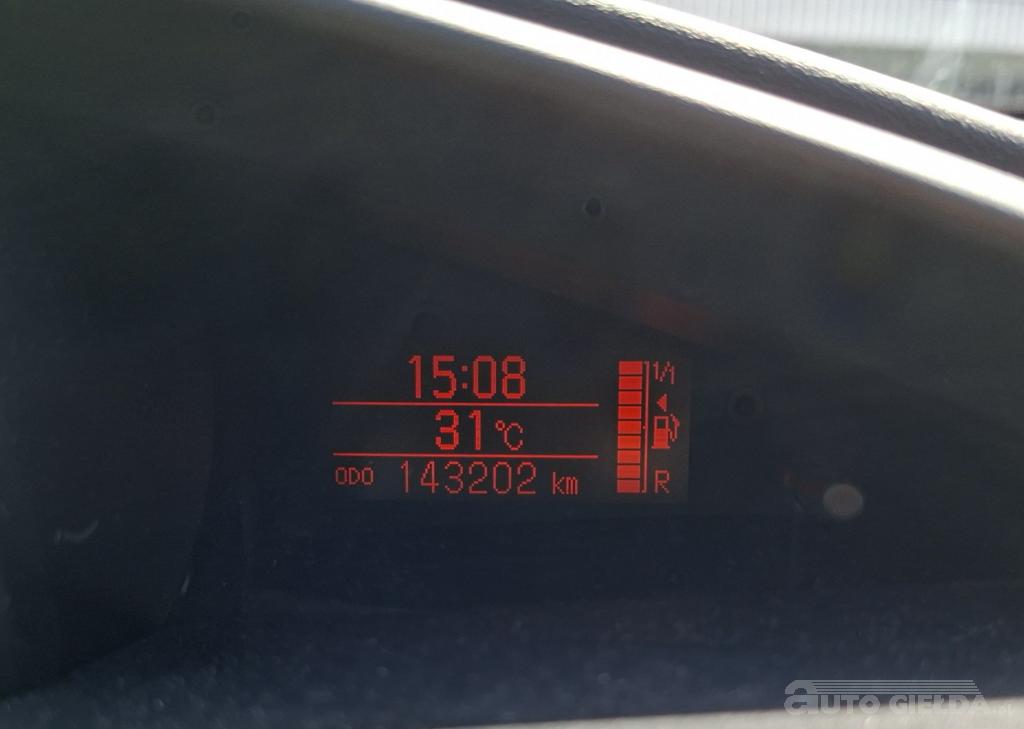 15:08
31 °C
ODO 143202 km
1/1
R
AUTO GIEŁDA